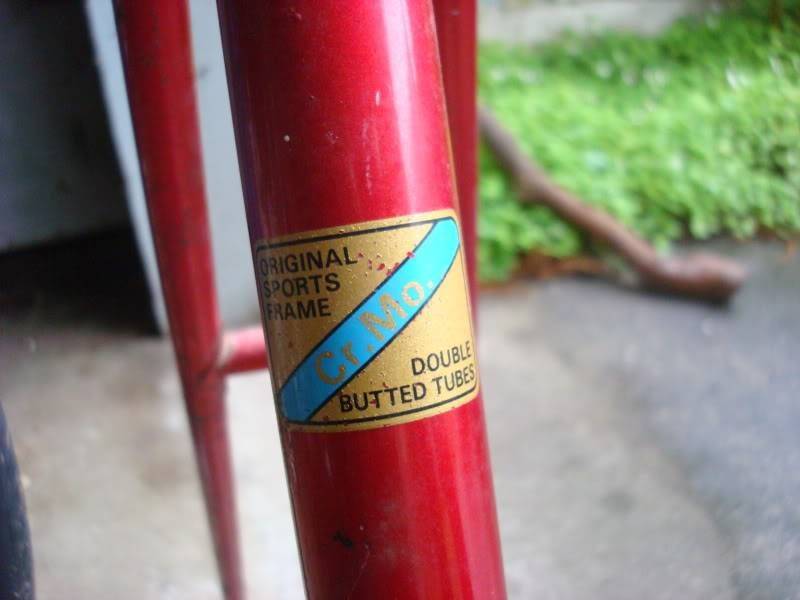 ORIGINAL
SPORTS
FRAME
Cr.Mo.
DOUBLE
BUTTED TUBES